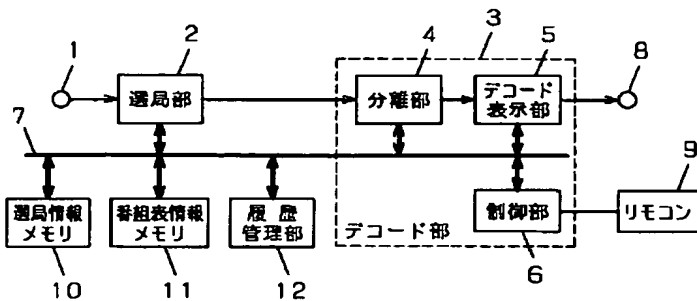 1
2
4
3
5
8
選局部
分離部
デコード
表示部
7
9
選局情報
メモリ
番組表情報
メモリ
履歴
管理部
制御部
リモコン
デコード部
10
11
12
6